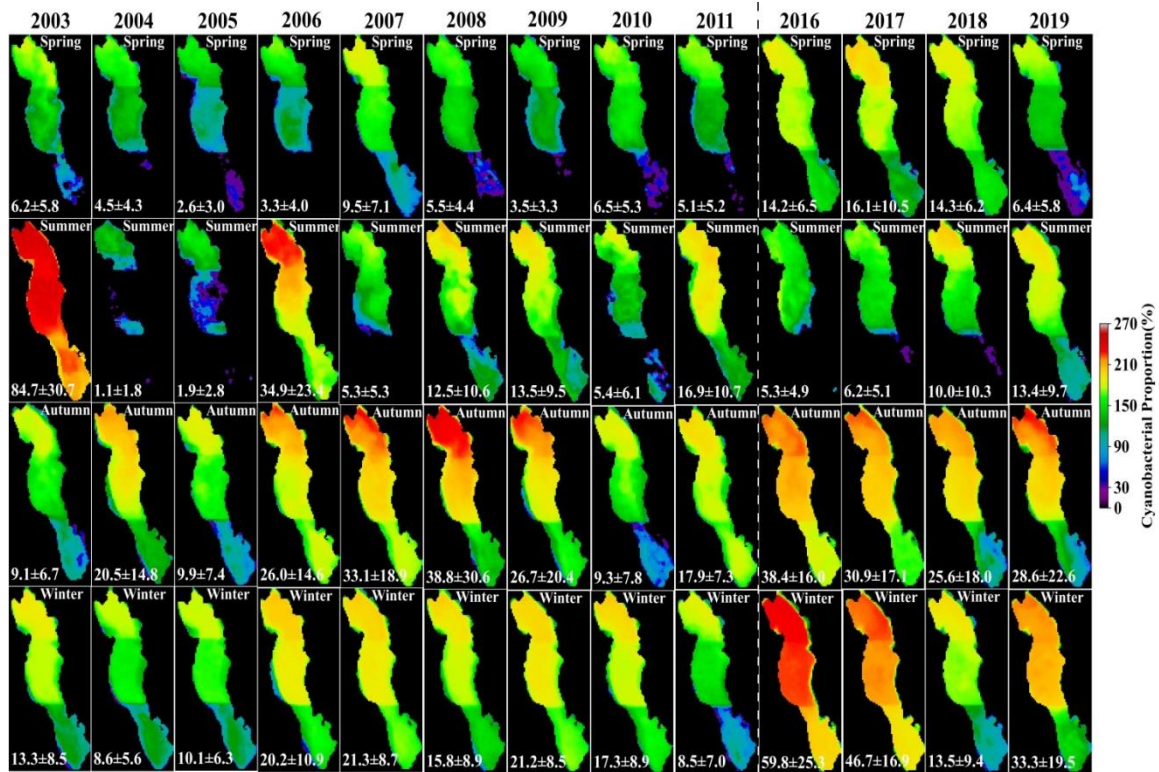 2003 2004 2005 2006 2007 2008 2009 2010 2011 2016 2017 2018 2019
Spring Spring Spring Spring Spring Spring Spring Spring Spring Spring Spring Spring Spring
6.2±5.8 4.5±4.3 2.6±3.0 3.3±4.0 9.5±7.1 5.5±4.4 3.5±3.3 6.5±5.3 5.1±5.2 14.2±6.5 16.1±10.5 14.3±6.2 6.4±5.8
Summer Summer Summer Summer Summer Summer Summer Summer Summer Summer Summer Summer Summer
84.7±30.7 1.1±1.8 1.9±2.8 34.9±23.4 5.3±5.3 12.5±10.6 13.5±9.5 5.4±6.1 16.9±10.7 5.3±4.9 6.2±5.1 10.0±10.3 13.4±9.7
Autumn Autumn Autumn Autumn Autumn Autumn Autumn Autumn Autumn Autumn Autumn Autumn Autumn
9.1±6.7 20.5±14.8 9.9±7.4 26.0±14.6 33.1±18.9 38.8±30.6 26.7±20.4 9.3±7.8 17.9±7.3 38.4±16.0 30.9±17.1 25.6±18.0 28.6±22.6
Winter Winter Winter Winter Winter Winter Winter Winter Winter Winter Winter Winter Winter
13.3±8.5 8.6±5.6 10.1±6.3 20.2±10.9 21.3±8.7 15.8±8.9 21.2±8.5 17.3±8.9 8.5±7.0 59.8±25.3 46.7±16.9 13.5±9.4 33.3±19.5
270
210
150
90
30
0
Cyanobacterial Proportion(%)